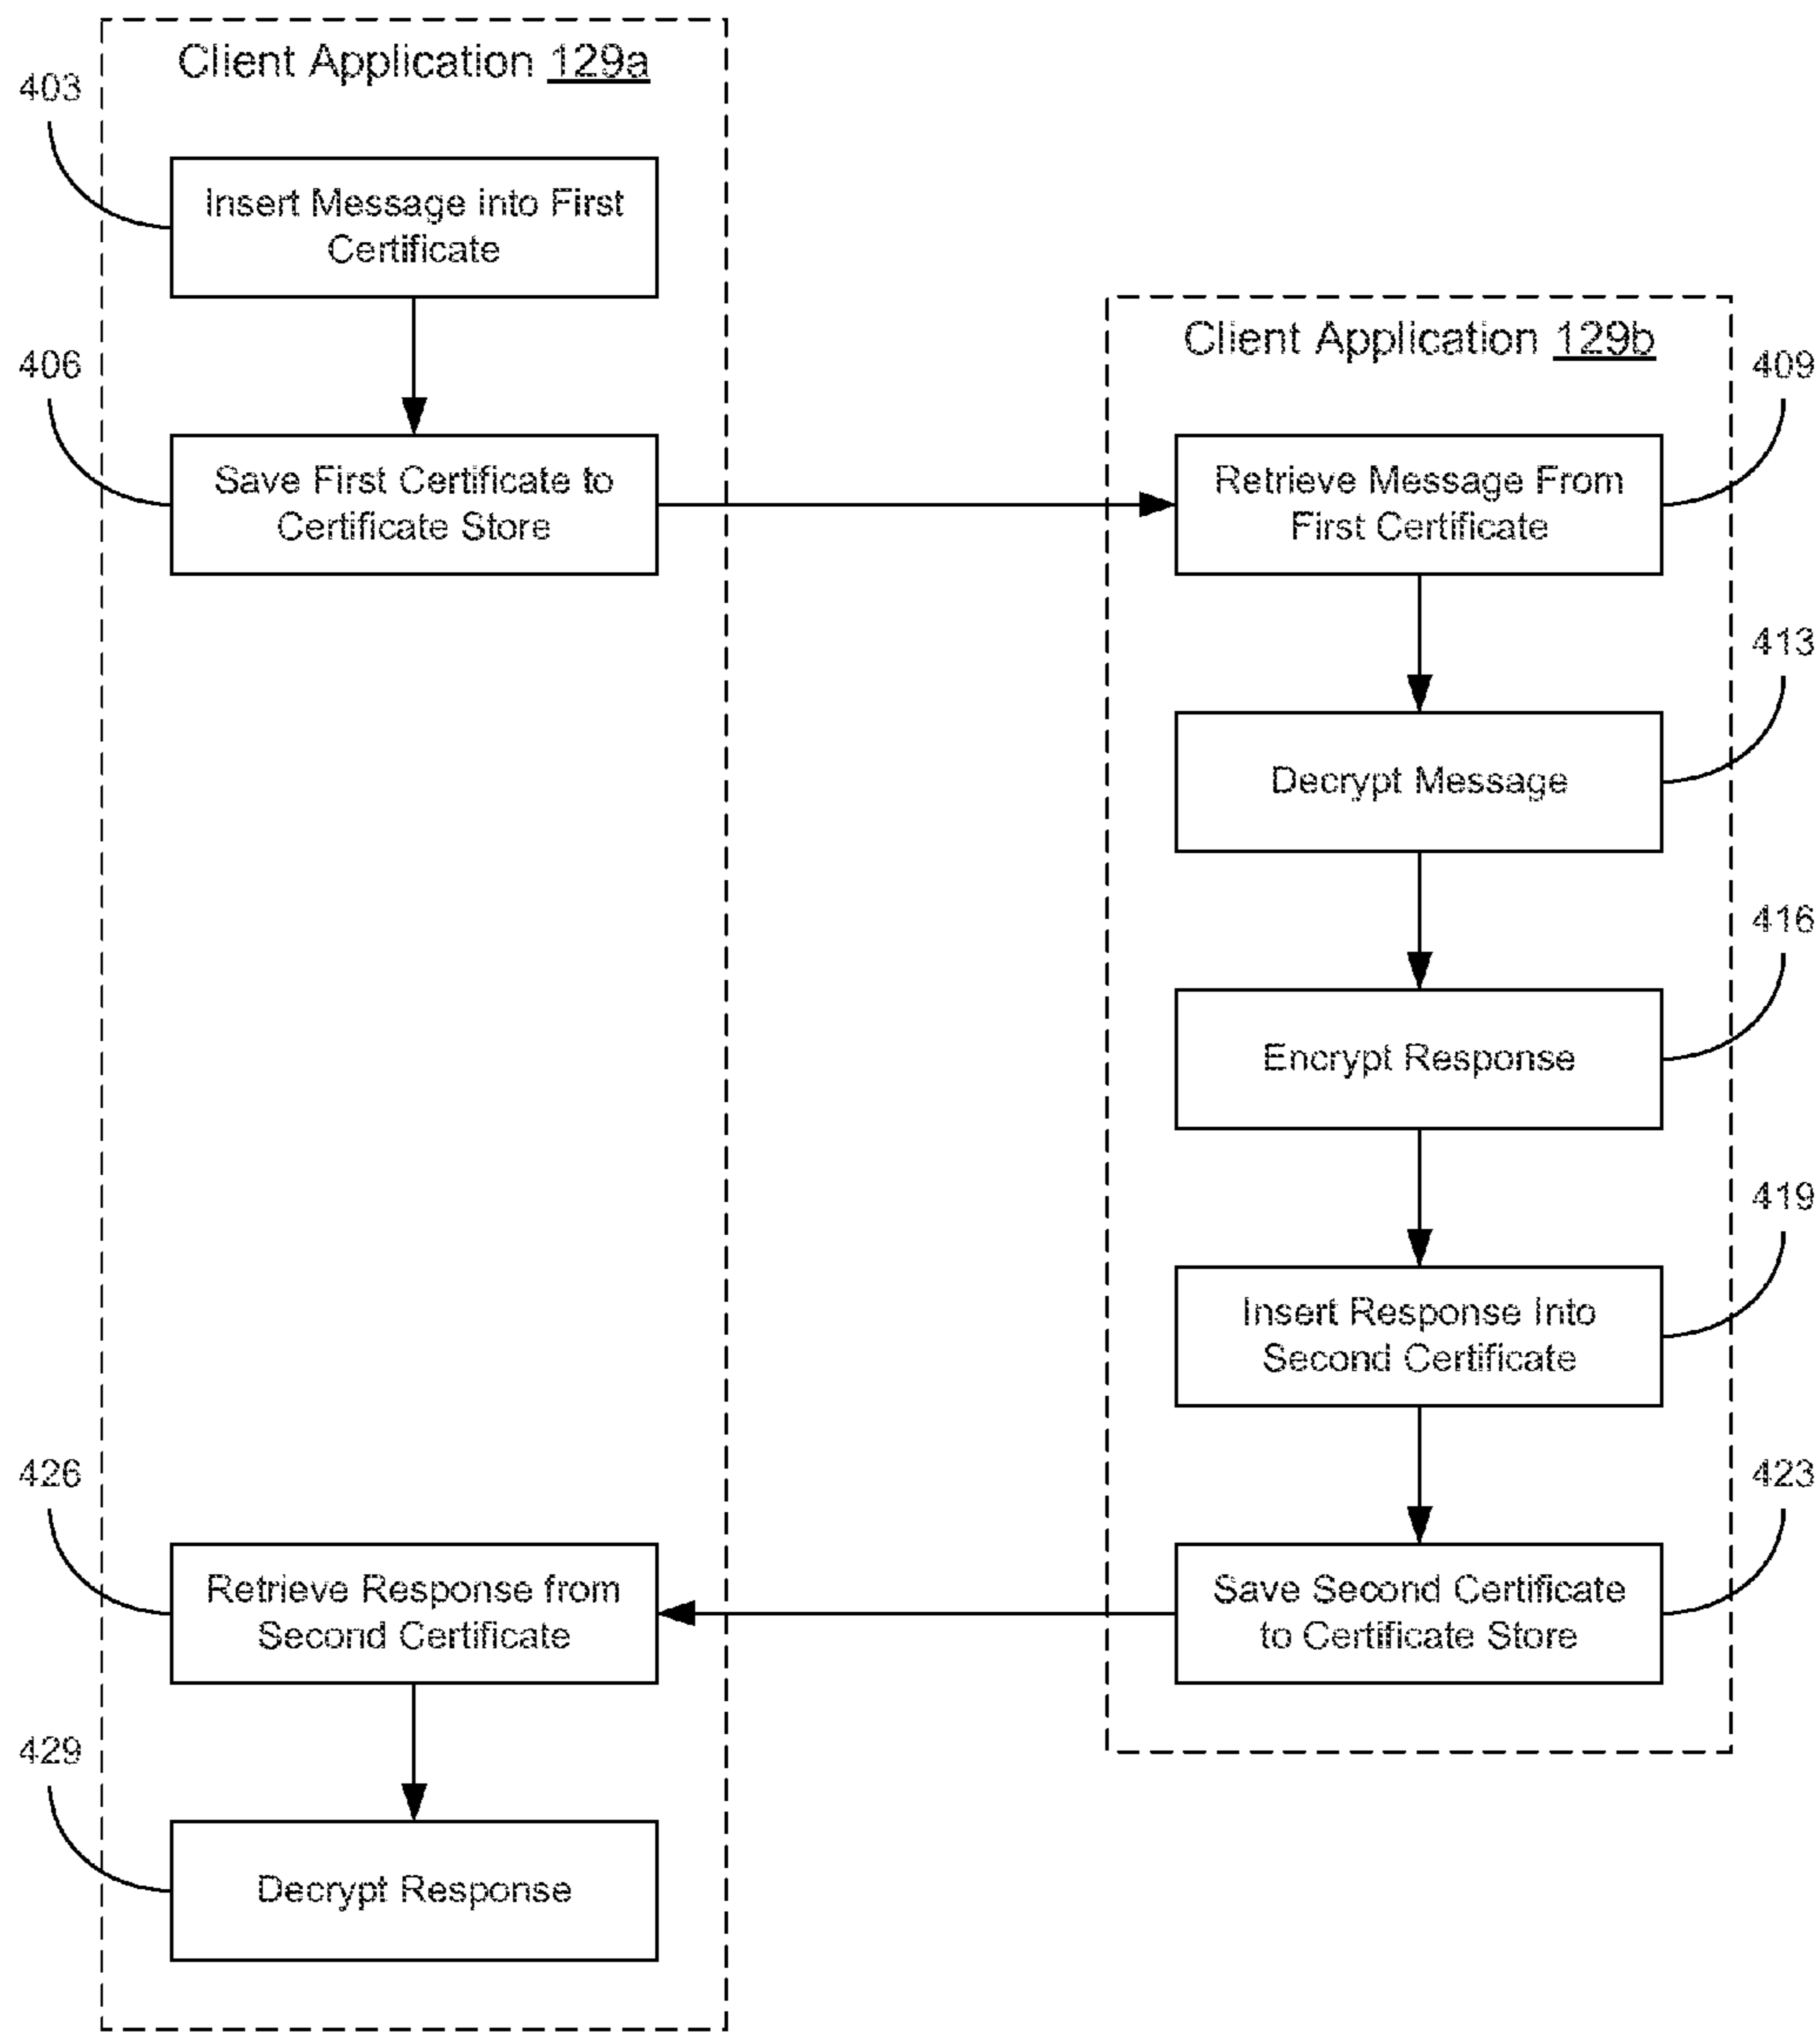 Client Application 129a
403
Insert Message into First
Certificate
406
Save First Certificate to
Certificate Store
Client Application 129b
409
Retrieve Message From
First Certificate
413
Decrypt Message
416
Encrypt Response
419
Insert Response Into
Second Certificate
423
Save Second Certificate
to Certificate Store
426
Retrieve Response from
Second Certificate
429
Decrypt Response